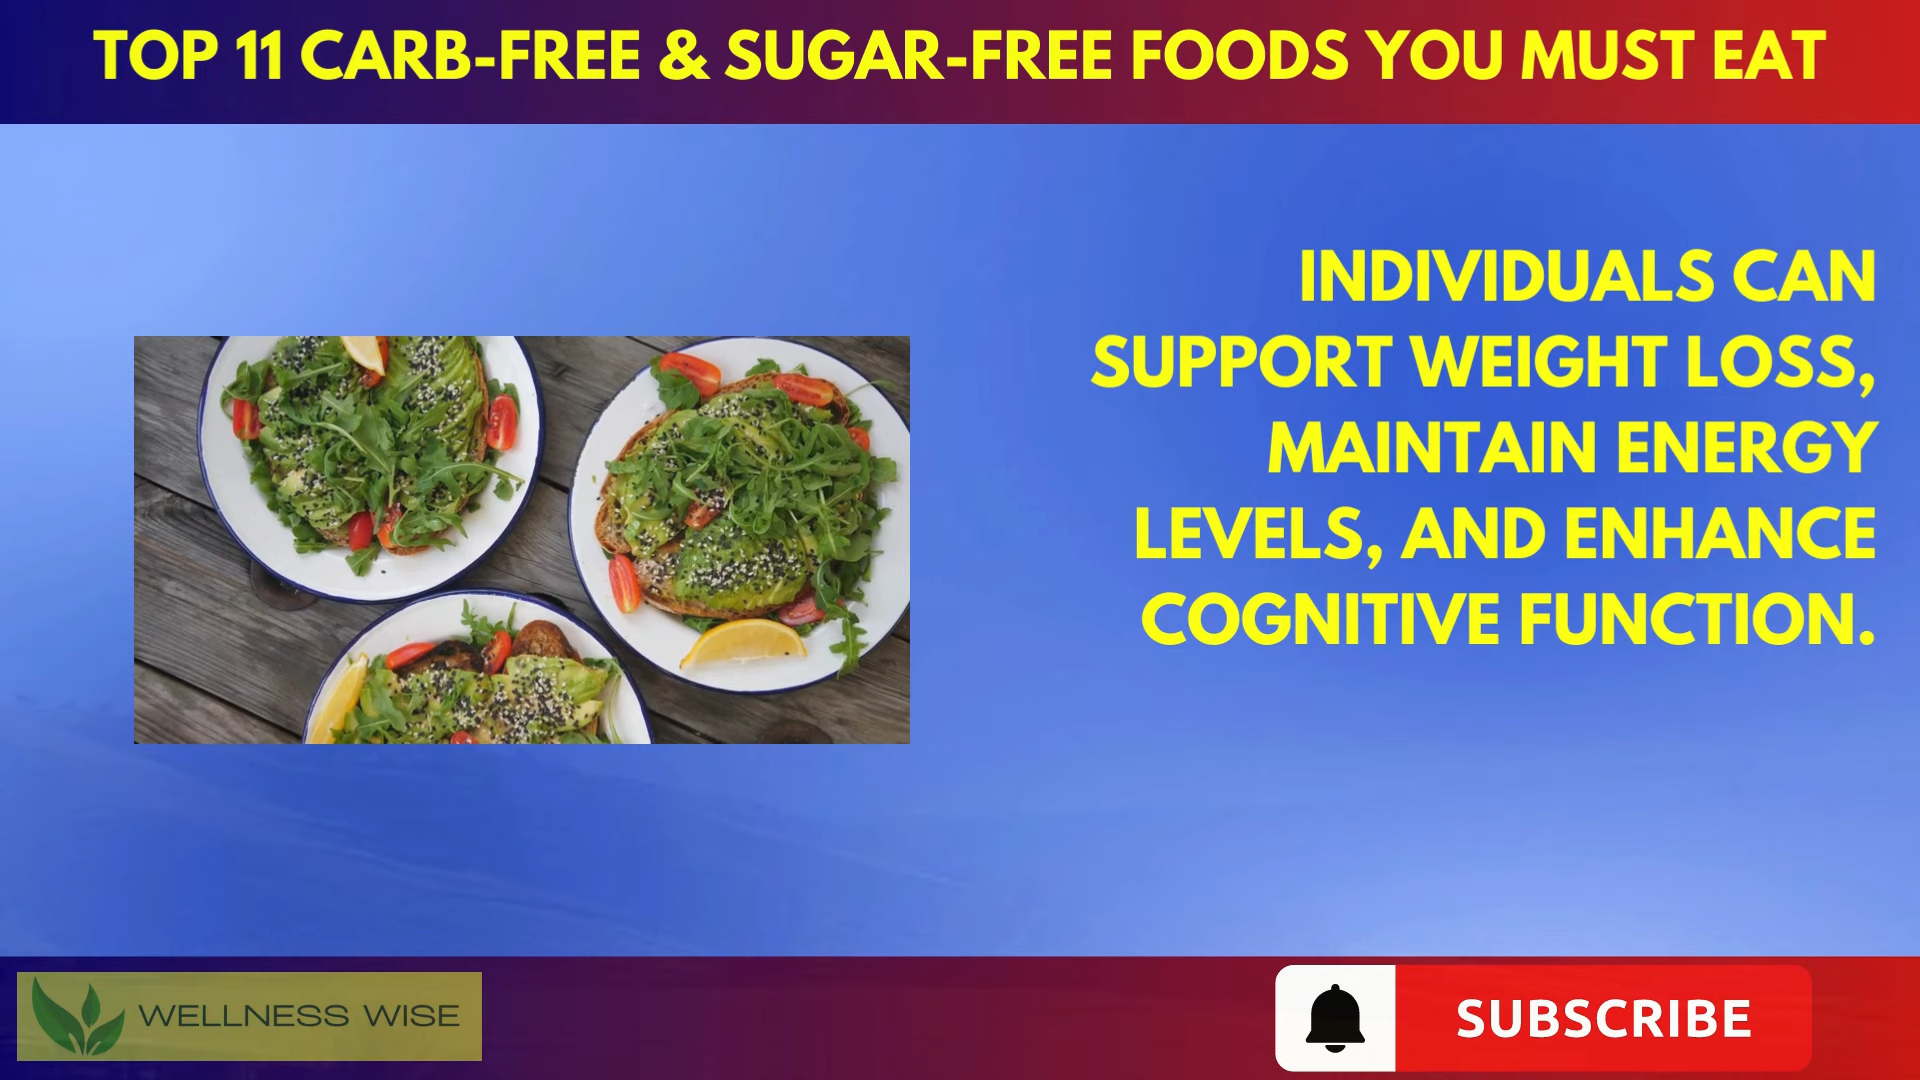 TOP 11 CARB-FREE & SUGAR-FREE FOODS YOU MUST EAT
INDIVIDUALS CAN
SUPPORT WEIGHT LOSS,
MAINTAIN ENERGY
LEVELS, AND ENHANCE
COGNITIVE FUNCTION.
WELLNESS WISE
SUBSCRIBE